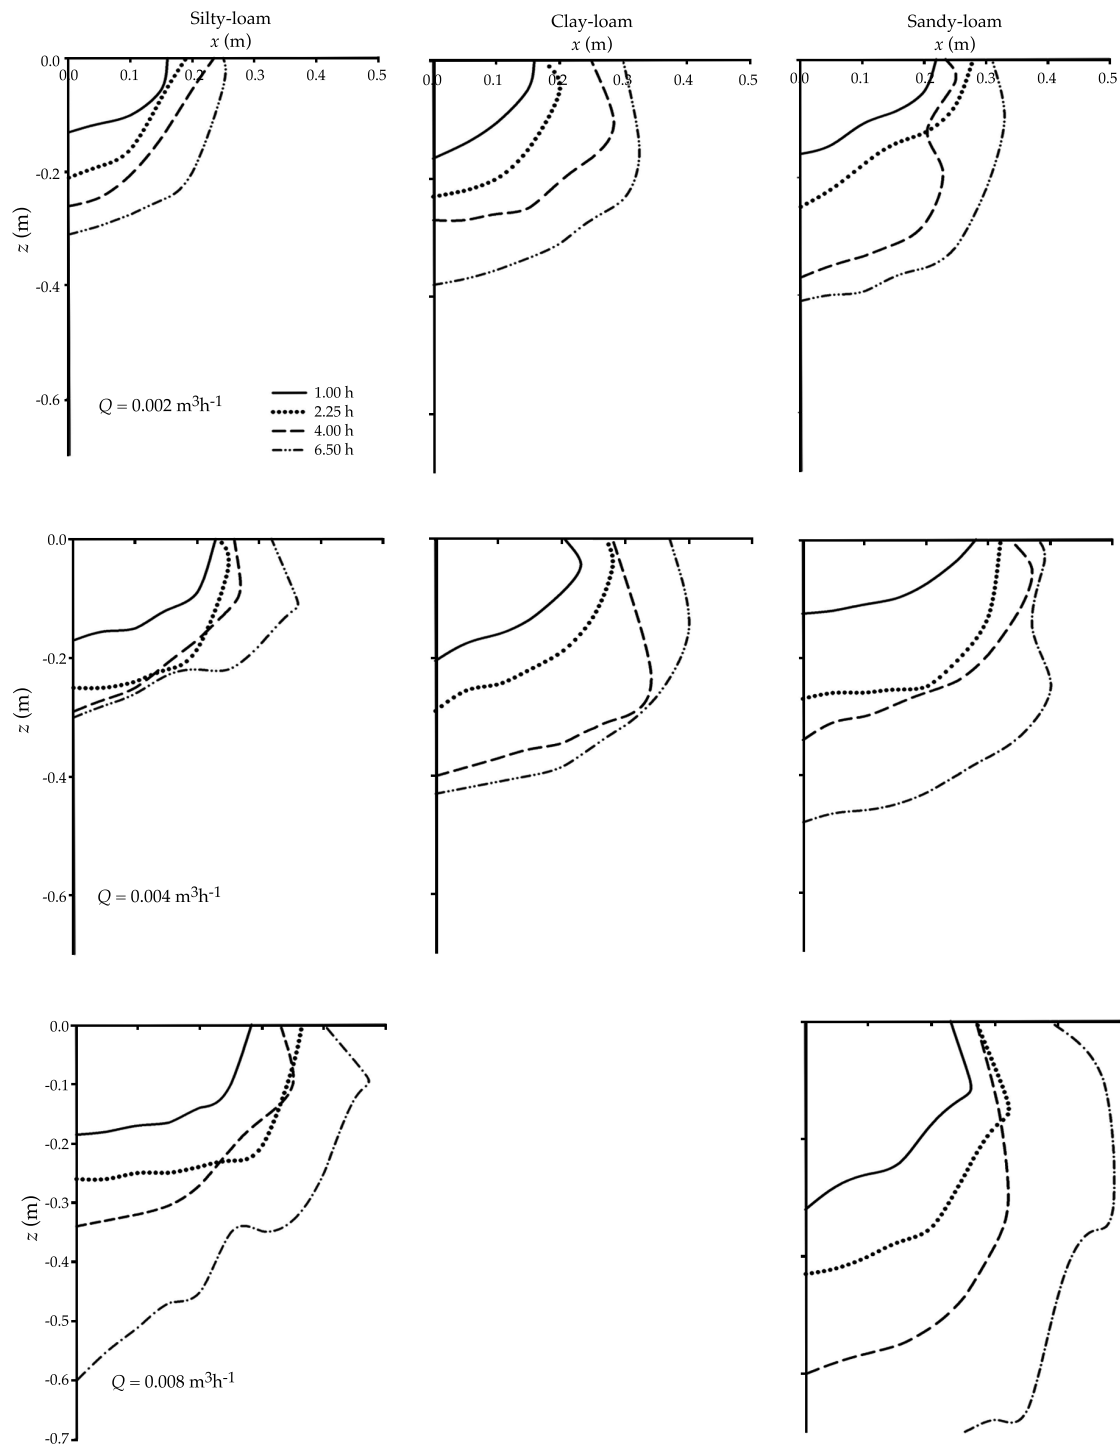 Silty-loam
x (m)
Clay-loam
x (m)
Sandy-loam
x (m)
0.0
0.0 0.1 0.2 0.3 0.4 0.5
0.0 0.2 0.3 0.4 0.5
0.0 0.1 0.2 0.3 0.4 0.5
-0.2
z (m)
-0.4
-0.6
Q = 0.002 m³h⁻¹
1.00 h
2.25 h
4.00 h
6.50 h
0.0
-0.2
z (m)
-0.4
-0.6
Q = 0.004 m³h⁻¹
0.0
-0.1
-0.2
-0.3
z (m)
-0.4
-0.5
-0.6
Q = 0.008 m³h⁻¹
-0.7